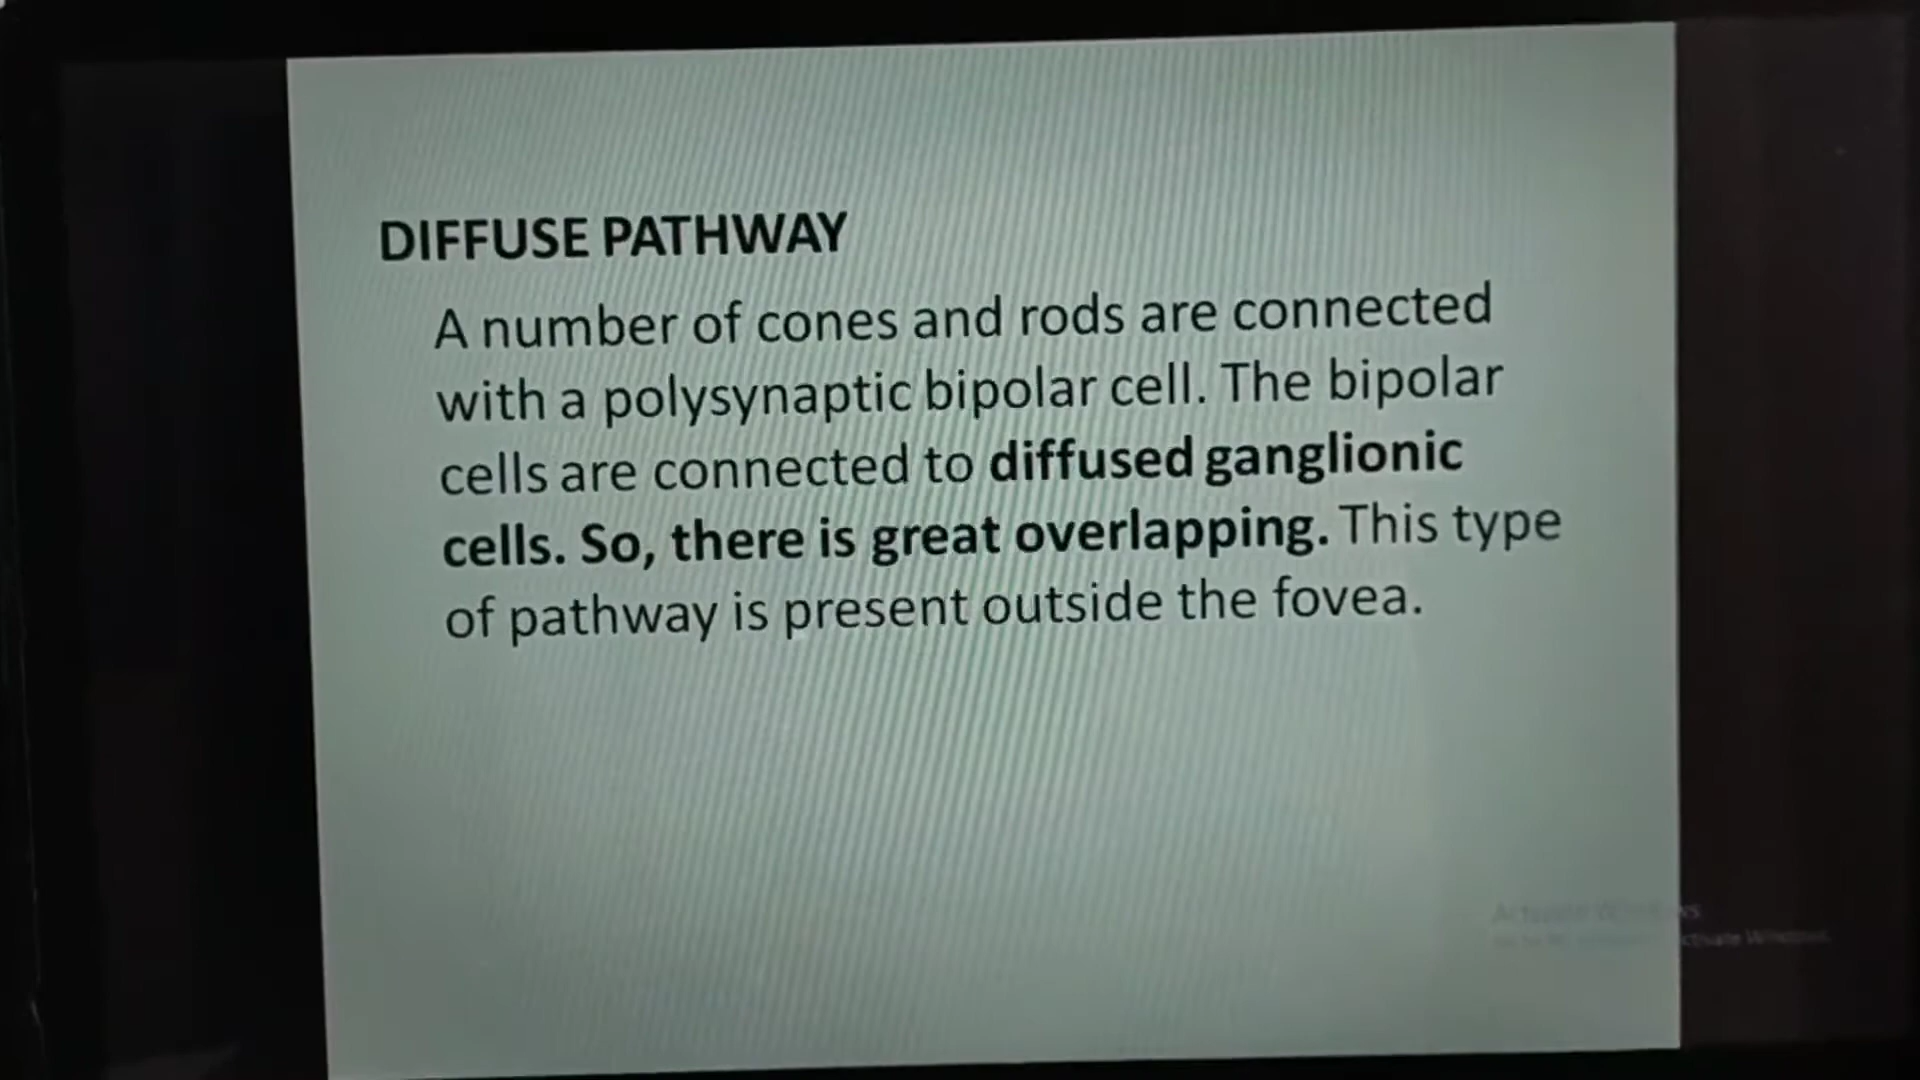 DIFFUSE PATHWAY
A number of cones and rods are connected
with a polysynaptic bipolar cell. The bipolar
cells are connected to diffused ganglionic
cells. So, there is great overlapping. This type
of pathway is present outside the fovea.